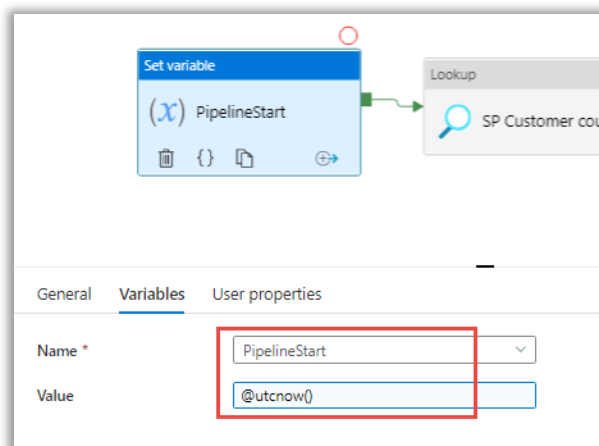 Set variable
(x) PipelineStart
{}
Lookup
SP Customer cou
General Variables User properties
Name *
PipelineStart
Value
@utcnow()